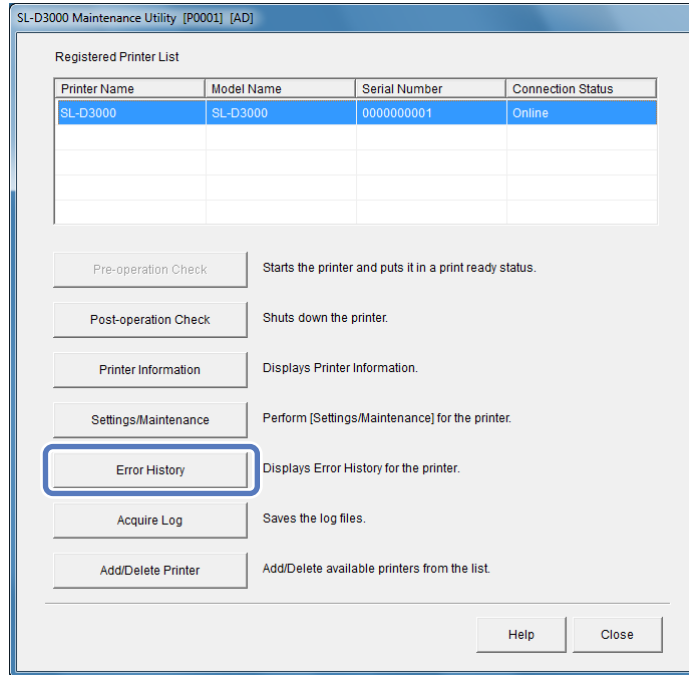 SL-D3000 Maintenance Utility [P0001] [AD]
Registered Printer List
Printer Name Model Name Serial Number Connection Status
SL-D3000 SL-D3000 0000000001 Online
Pre-operation Check Starts the printer and puts it in a print ready status.
Post-operation Check Shuts down the printer.
Printer Information Displays Printer Information.
Settings/Maintenance Perform [Settings/Maintenance] for the printer.
Error History Displays Error History for the printer.
Acquire Log Saves the log files.
Add/Delete Printer Add/Delete available printers from the list.
Help Close